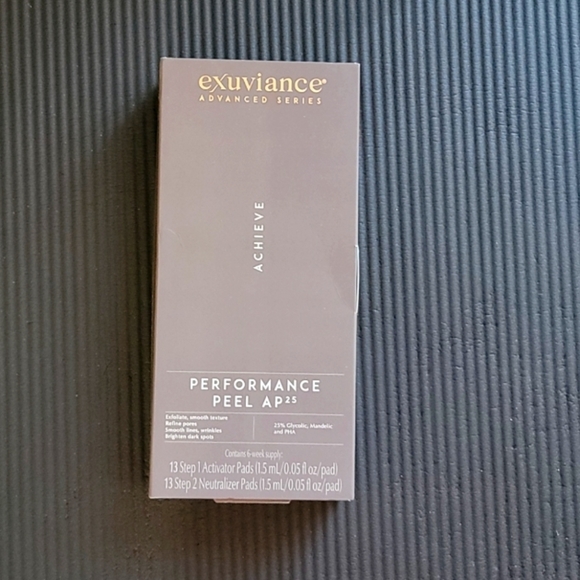 exuviance®
ADVANCED SERIES
ACHIEVE
PERFORMANCE
PEEL AP²⁵
Exfoliate, smooth texture
Refine pores
Smooth lines, wrinkles
Brighten dark spots
25% Glycolic, Mandelic
and PHA
Contains 6-week supply:
13 Step 1 Activator Pads (1.5 mL/0.05 fl oz/pad)
13 Step 2 Neutralizer Pads (1.5 mL/0.05 fl oz/pad)